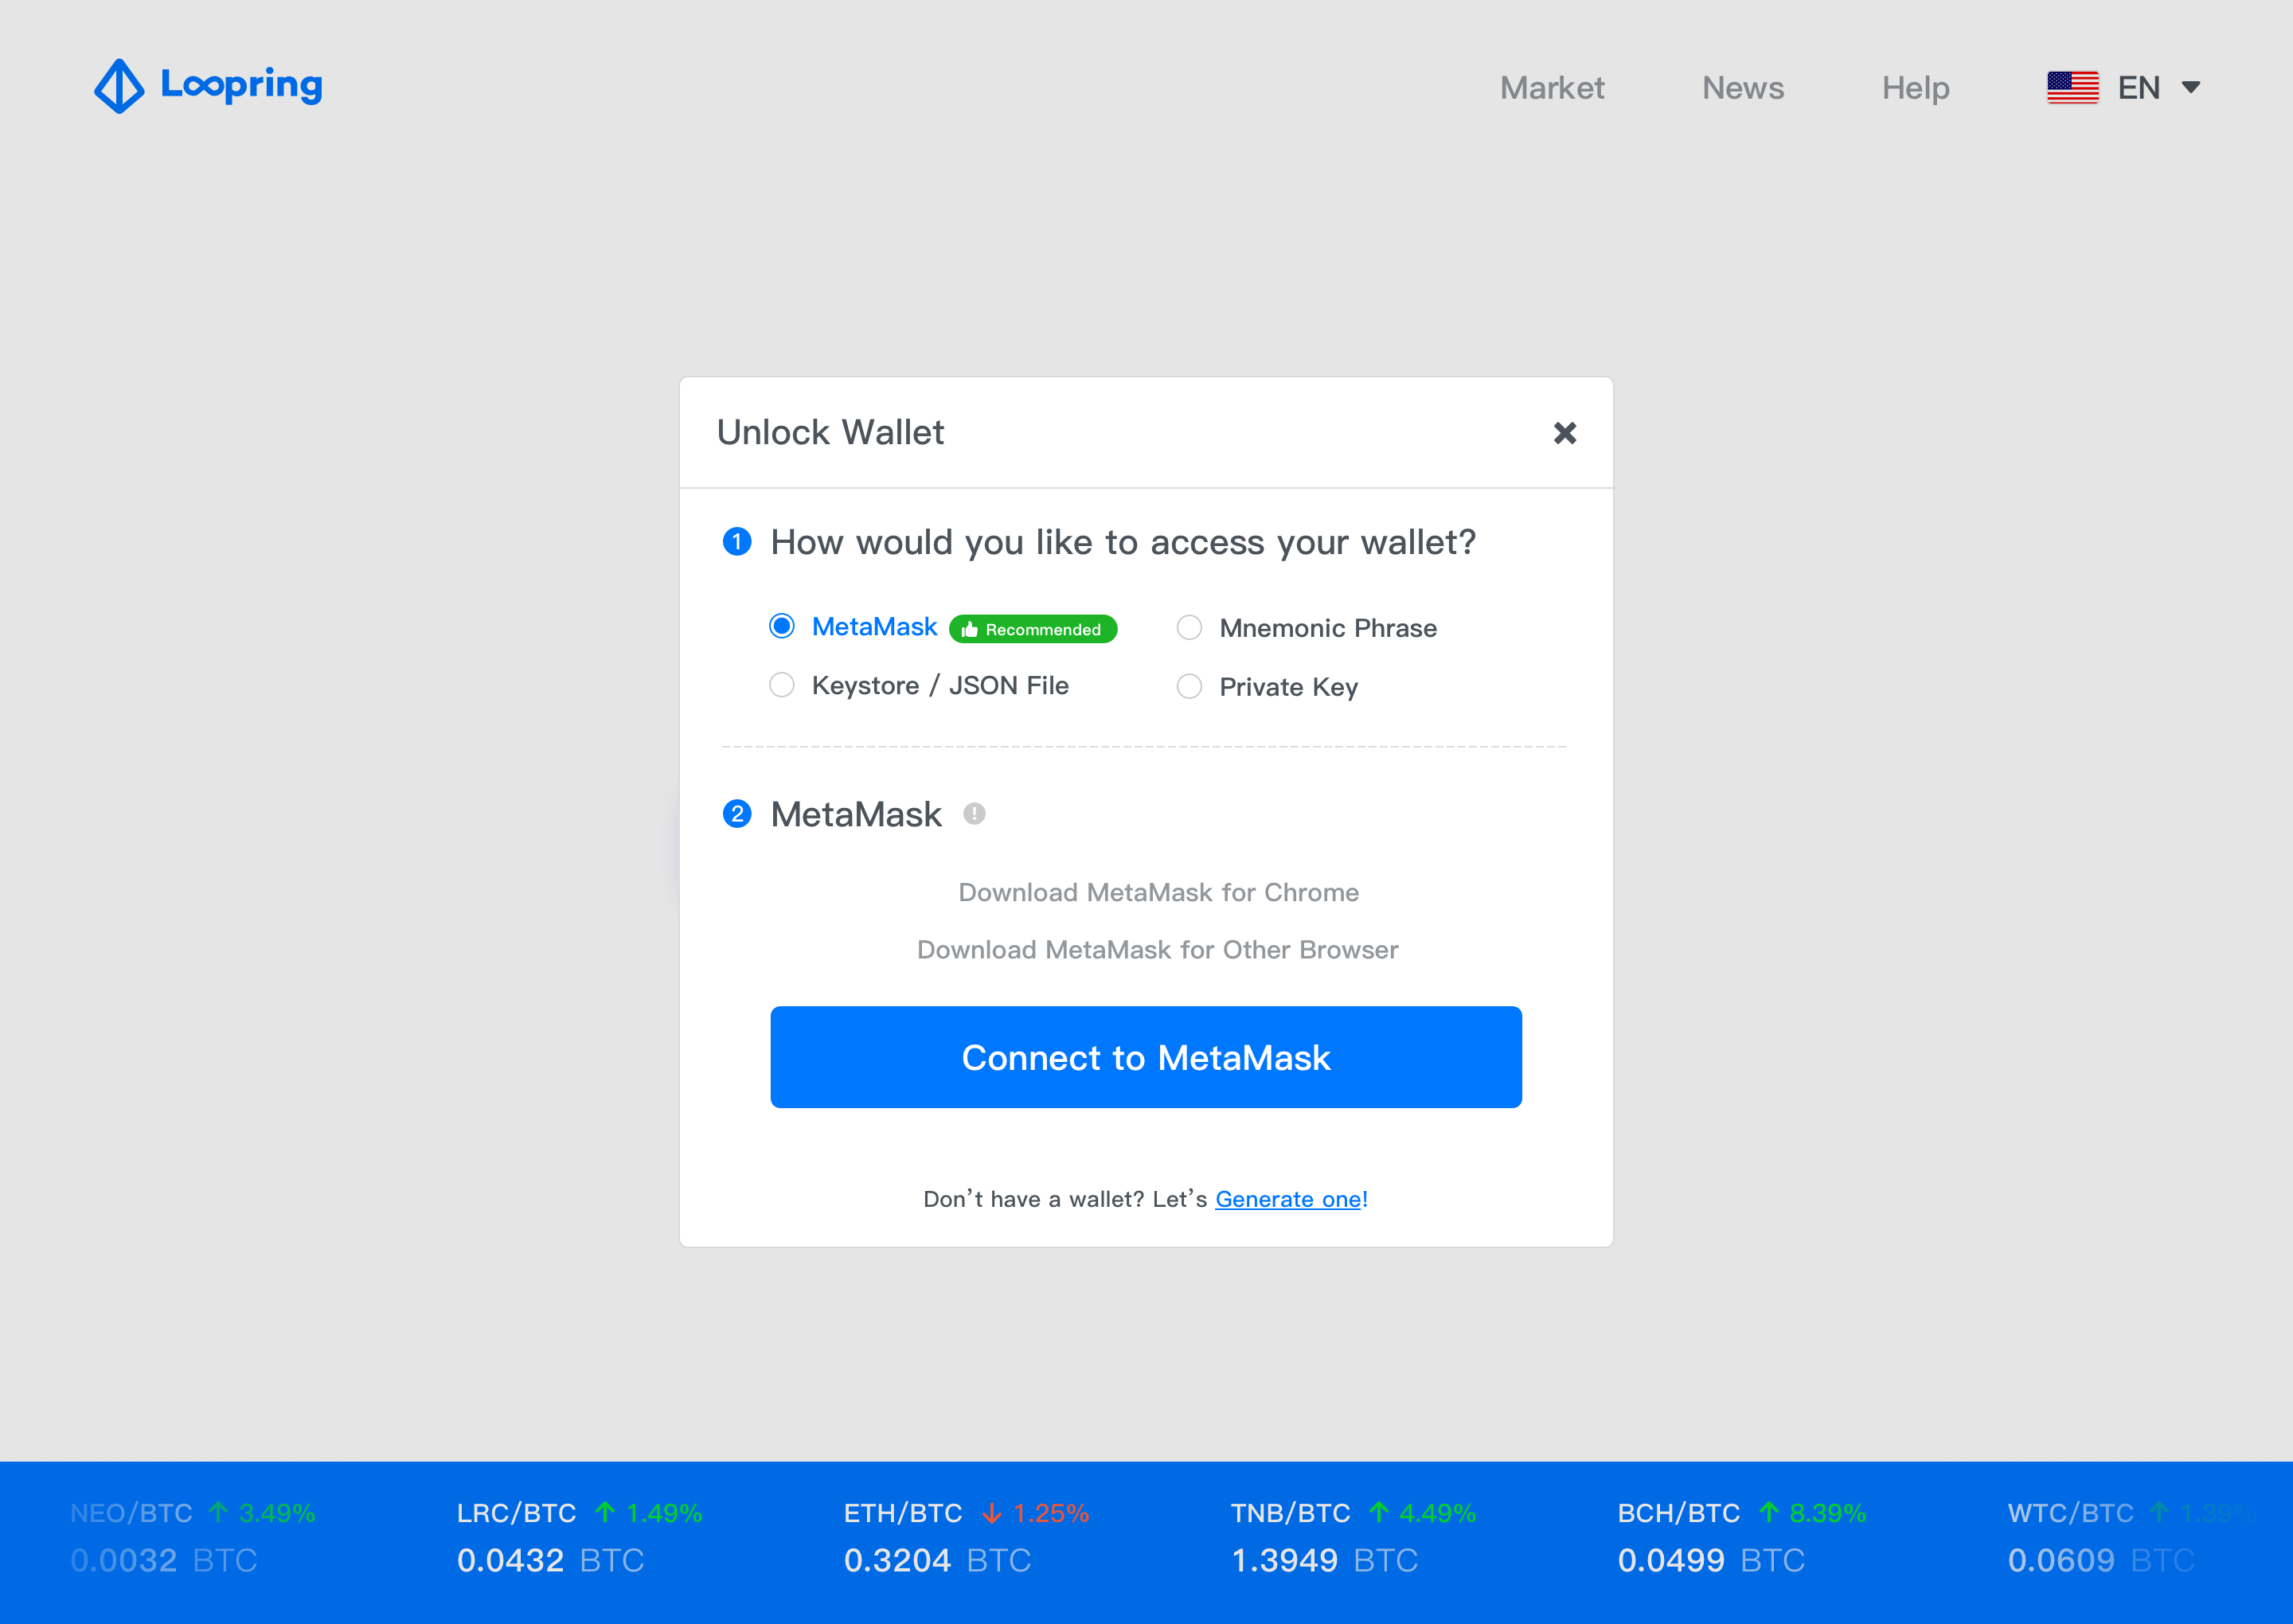 Loopring
Market News Help EN
Unlock Wallet
1 How would you like to access your wallet?
MetaMask Recommended Mnemonic Phrase
Keystore / JSON File Private Key
2 MetaMask
Download MetaMask for Chrome
Download MetaMask for Other Browser
Connect to MetaMask
Don't have a wallet? Let's Generate one!
NEO/BTC 3.49% LRC/BTC 1.49% ETH/BTC 1.25% TNB/BTC 4.49% BCH/BTC 8.39% WTC/BTC 1.39%
0.0032 BTC 0.0432 BTC 0.3204 BTC 1.3949 BTC 0.0499 BTC 0.0609 BTC